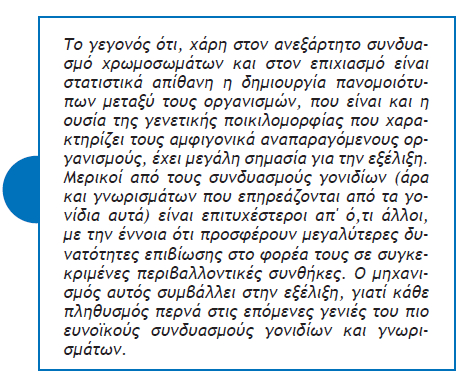 Το γεγονός ότι, χάρη στον ανεξάρτητο συνδυα-
σμό χρωμοσωμάτων και στον επιχιασμό είναι
στατιστικά απίθανη η δημιουργία πανομοιότυ-
πων μεταξύ τους οργανισμών, που είναι και η
ουσία της γενετικής ποικιλομορφίας που χαρα-
κτηρίζει τους αμφιγονικά αναπαραγόμενους ορ-
γανισμούς, έχει μεγάλη σημασία για την εξέλιξη.
Μερικοί από τους συνδυασμούς γονιδίων (άρα
και γνωρισμάτων που επηρεάζονται από τα γο-
νίδια αυτά) είναι επιτυχέστεροι απ' ό,τι άλλοι,
με την έννοια ότι προσφέρουν μεγαλύτερες δυ-
νατότητες επιβίωσης στο φορέα τους σε συγκε-
κριμένες περιβαλλοντικές συνθήκες. Ο μηχανι-
σμός αυτός συμβάλλει στην εξέλιξη, γιατί κάθε
πληθυσμός περνά στις επόμενες γενιές του πιο
ευνοϊκούς συνδυασμούς γονιδίων και γνωρι-
σμάτων.